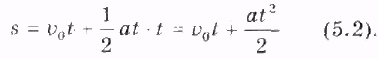 s = v₀t + 1/2 at · t = v₀t + at²/2 (5.2).